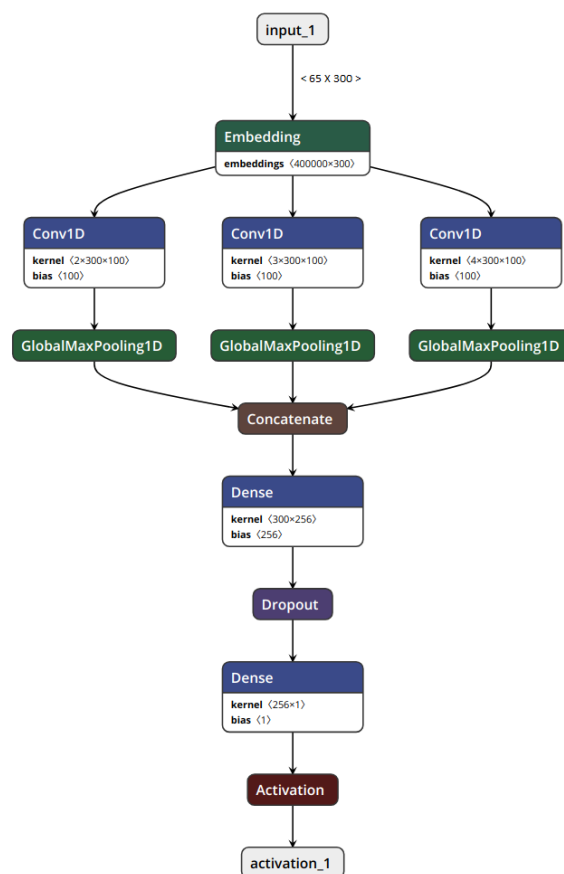 input_1
< 65 X 300 >
Embedding
embeddings 〈400000×300〉
Conv1D
kernel 〈2×300×100〉
bias 〈100〉
Conv1D
kernel 〈3×300×100〉
bias 〈100〉
Conv1D
kernel 〈4×300×100〉
bias 〈100〉
GlobalMaxPooling1D
GlobalMaxPooling1D
GlobalMaxPooling1D
Concatenate
Dense
kernel 〈300×256〉
bias 〈256〉
Dropout
Dense
kernel 〈256×1〉
bias 〈1〉
Activation
activation_1